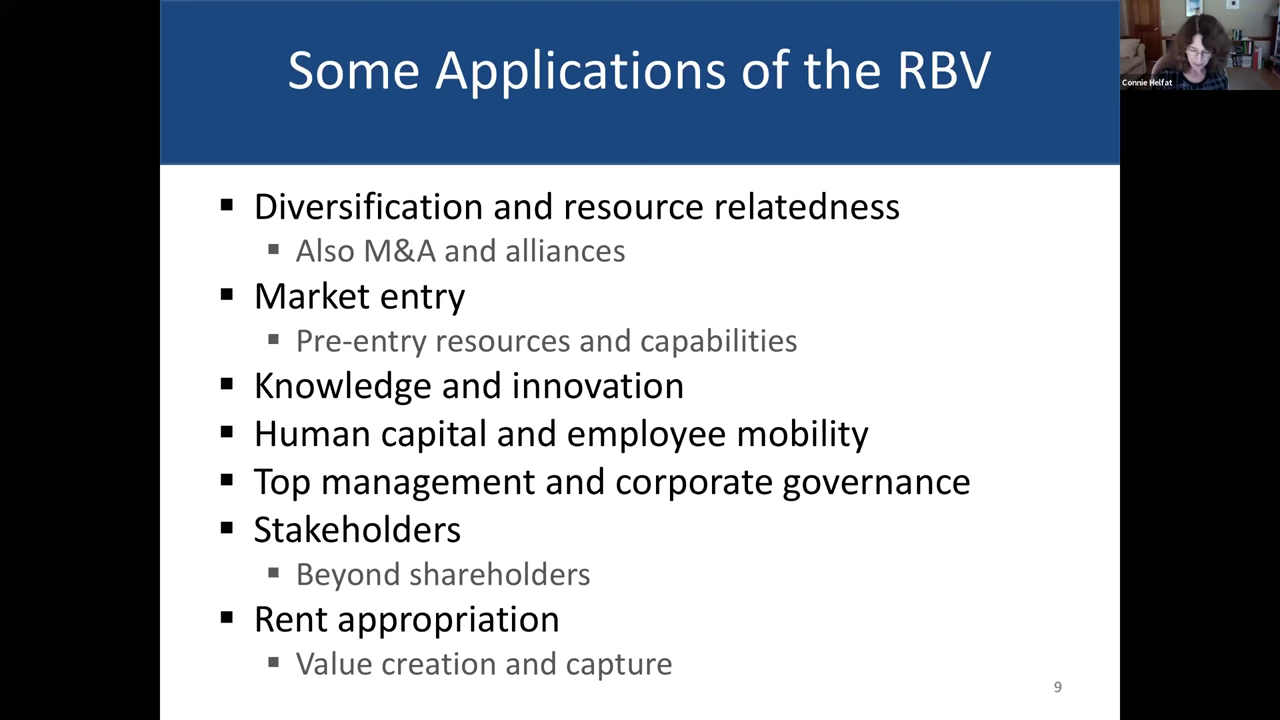 Some Applications of the RBV
Connie Helfat
▪ Diversification and resource relatedness
▪ Also M&A and alliances
▪ Market entry
▪ Pre-entry resources and capabilities
▪ Knowledge and innovation
▪ Human capital and employee mobility
▪ Top management and corporate governance
▪ Stakeholders
▪ Beyond shareholders
▪ Rent appropriation
▪ Value creation and capture
9